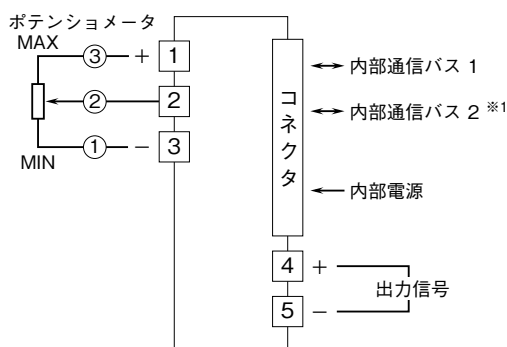 ポテンショメータ
MAX
③ + 1
② 2
① − 3
MIN
コネクタ
内部通信バス 1
内部通信バス 2 ※1
内部電源
4 +
出力信号
5 −